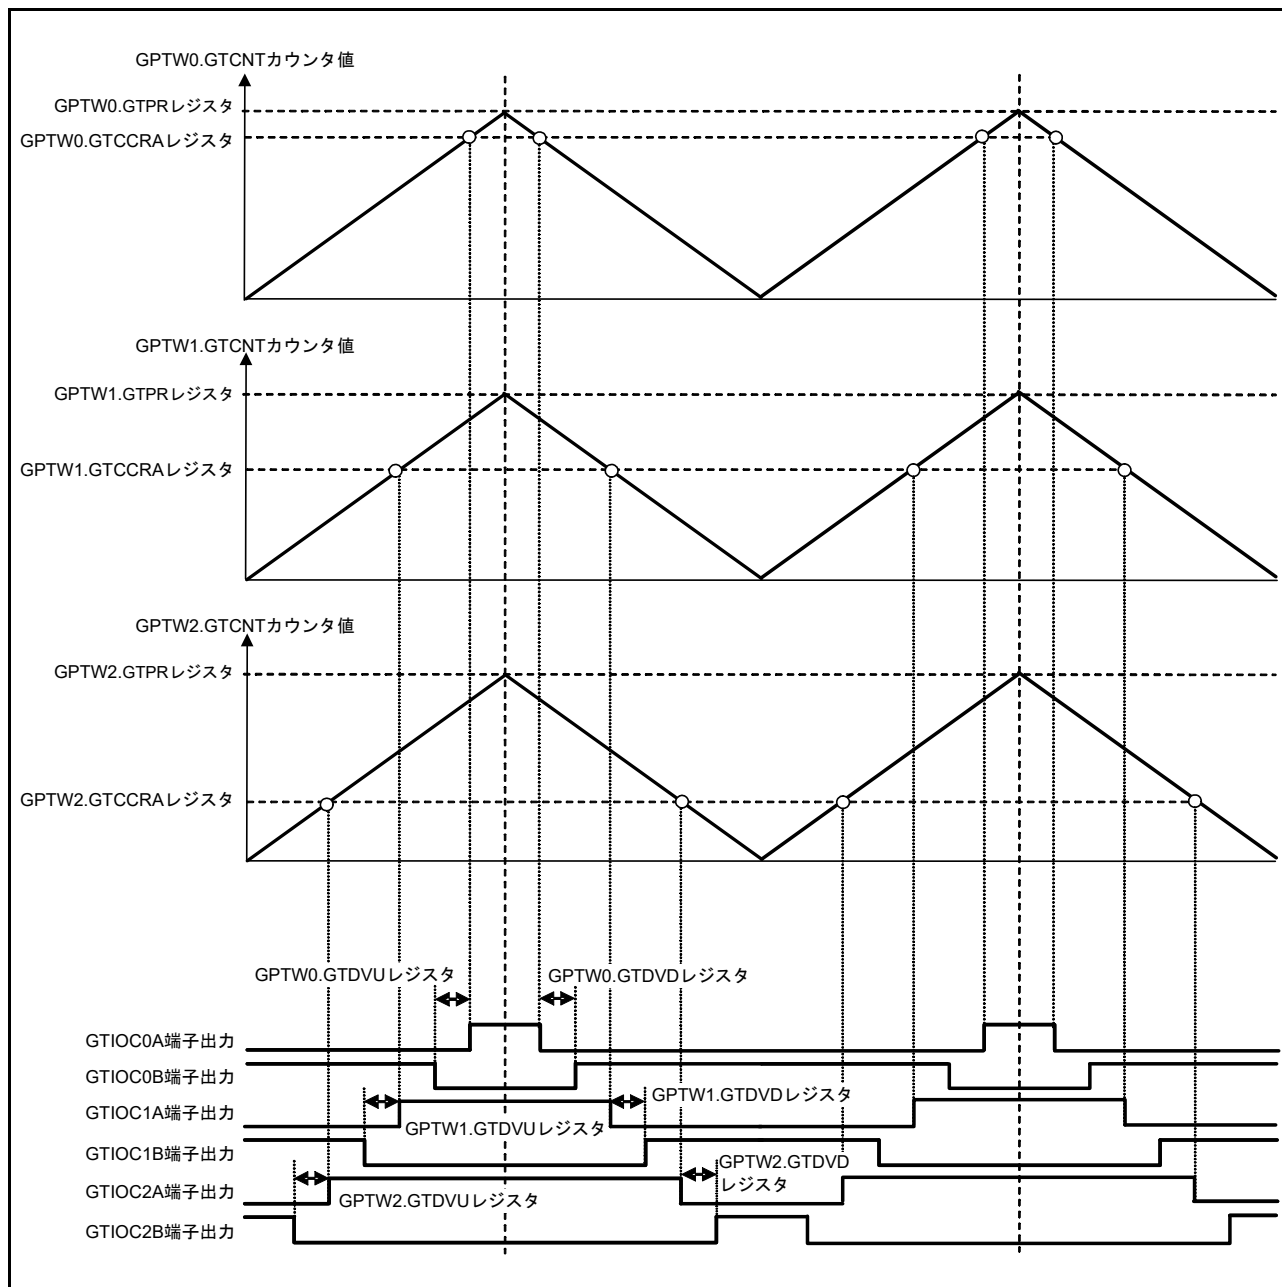 GPTW0.GTCNTカウンタ値
GPTW0.GTPRレジスタ
GPTW0.GTCCRAレジスタ
GPTW1.GTCNTカウンタ値
GPTW1.GTPRレジスタ
GPTW1.GTCCRAレジスタ
GPTW2.GTCNTカウンタ値
GPTW2.GTPRレジスタ
GPTW2.GTCCRAレジスタ
GPTW0.GTDVUレジスタ
GPTW0.GTDVDレジスタ
GTIOC0A端子出力
GTIOC0B端子出力
GPTW1.GTDVDレジスタ
GTIOC1A端子出力
GPTW1.GTDVUレジスタ
GTIOC1B端子出力
GPTW2.GTDVD
レジスタ
GTIOC2A端子出力
GPTW2.GTDVUレジスタ
GTIOC2B端子出力